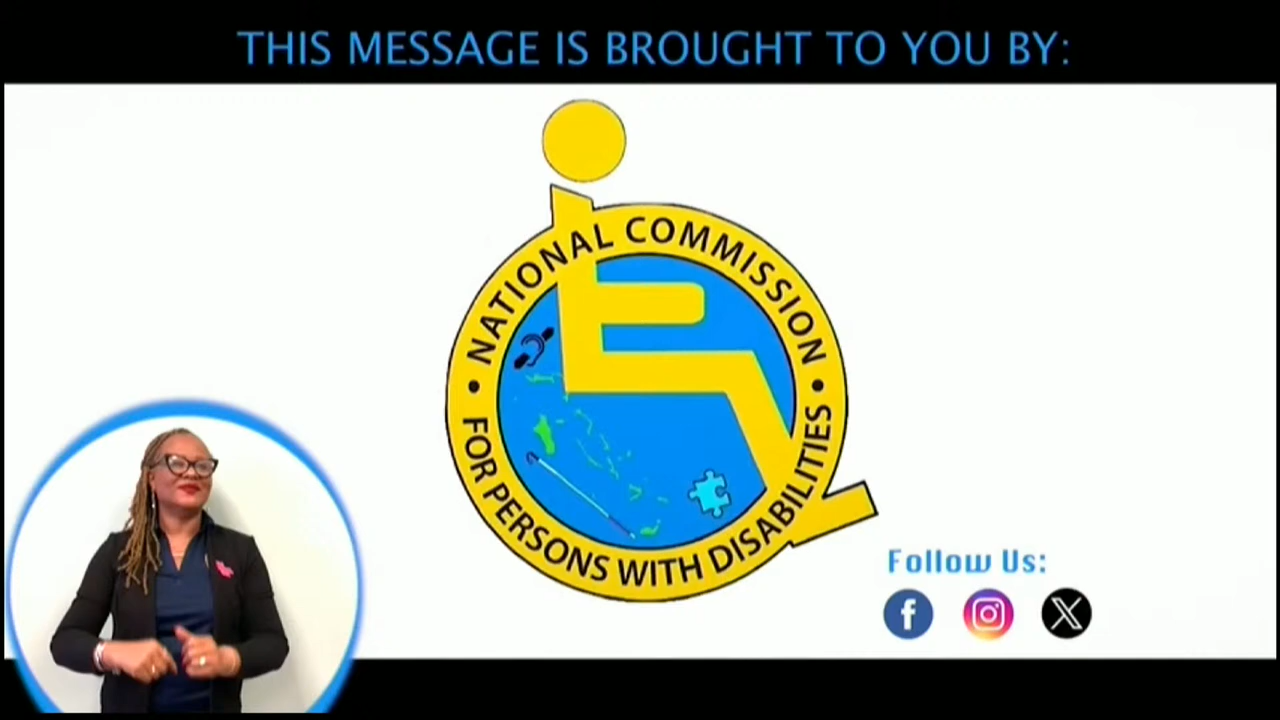 THIS MESSAGE IS BROUGHT TO YOU BY:
• NATIONAL COMMISSION •
FOR PERSONS WITH DISABILITIES
Follow Us: